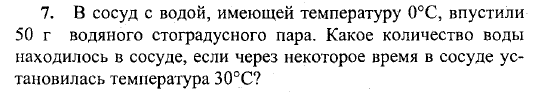 7. В сосуд с водой, имеющей температуру 0°С, впустили
50 г водяного стоградусного пара. Какое количество воды
находилось в сосуде, если через некоторое время в сосуде ус-
тановилась температура 30°С?